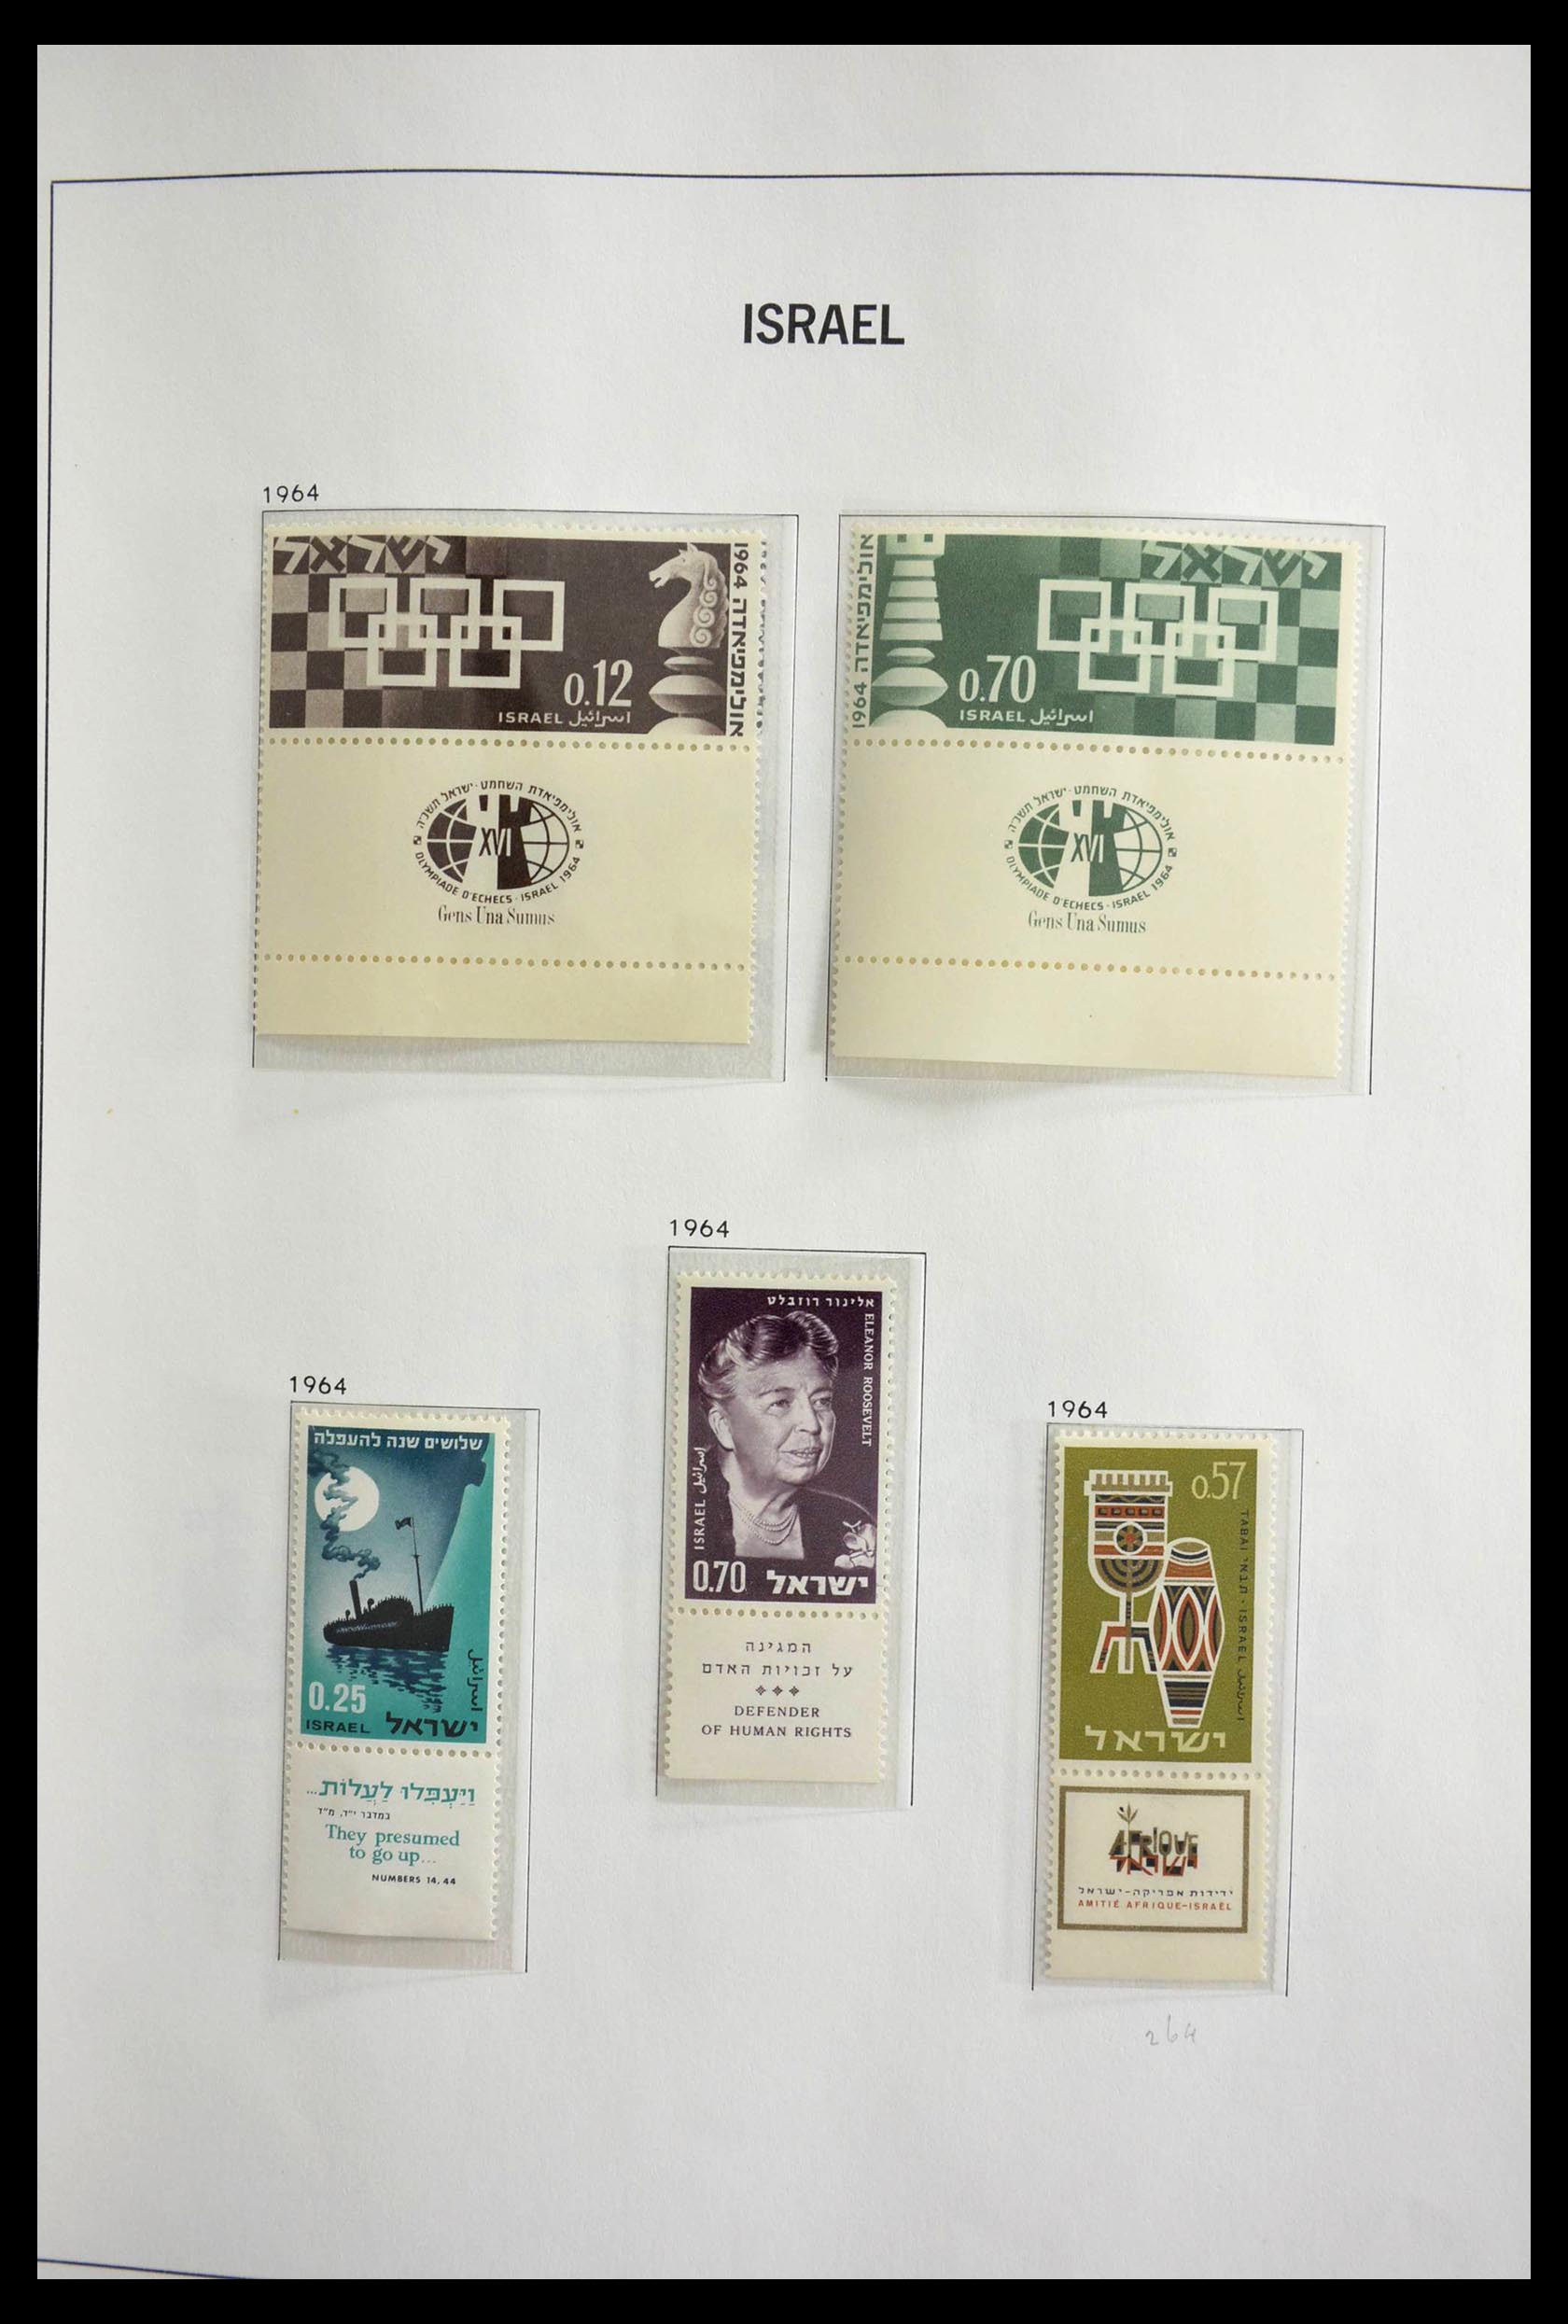 ISRAEL
1964
ישראל
אולימפיאדה 1964
0.12
ISRAEL اسرائيل
אולימפיאדת השחמט · ישראל תשכ"ה
XVI
OLYMPIADE D'ECHECS · ISRAEL 1964
Gens Una Sumus
ישראל
אולימפיאדה 1964
0.70
ISRAEL اسرائيل
אולימפיאדת השחמט · ישראל תשכ"ה
XVI
OLYMPIADE D'ECHECS · ISRAEL 1964
Gens Una Sumus
1964
שלושים שנה להעפלה
اسرائيل
0.25
ISRAEL ישראל
וַיַּעְפִּלוּ לַעֲלוֹת...
במדבר י"ד, מ"ד
They presumed
to go up...
NUMBERS 14,44
1964
אלינור רוזבלט
ELEANOR ROOSEVELT
ISRAEL اسرائيل
0.70 ישראל
המגינה
על זכויות האדם
DEFENDER
OF HUMAN RIGHTS
1964
0.57
TABAI תבאי · ISRAEL اسرائيل
ישראל
AFRIQUE
ידידות אפריקה-ישראל
AMITIÉ AFRIQUE-ISRAËL
264